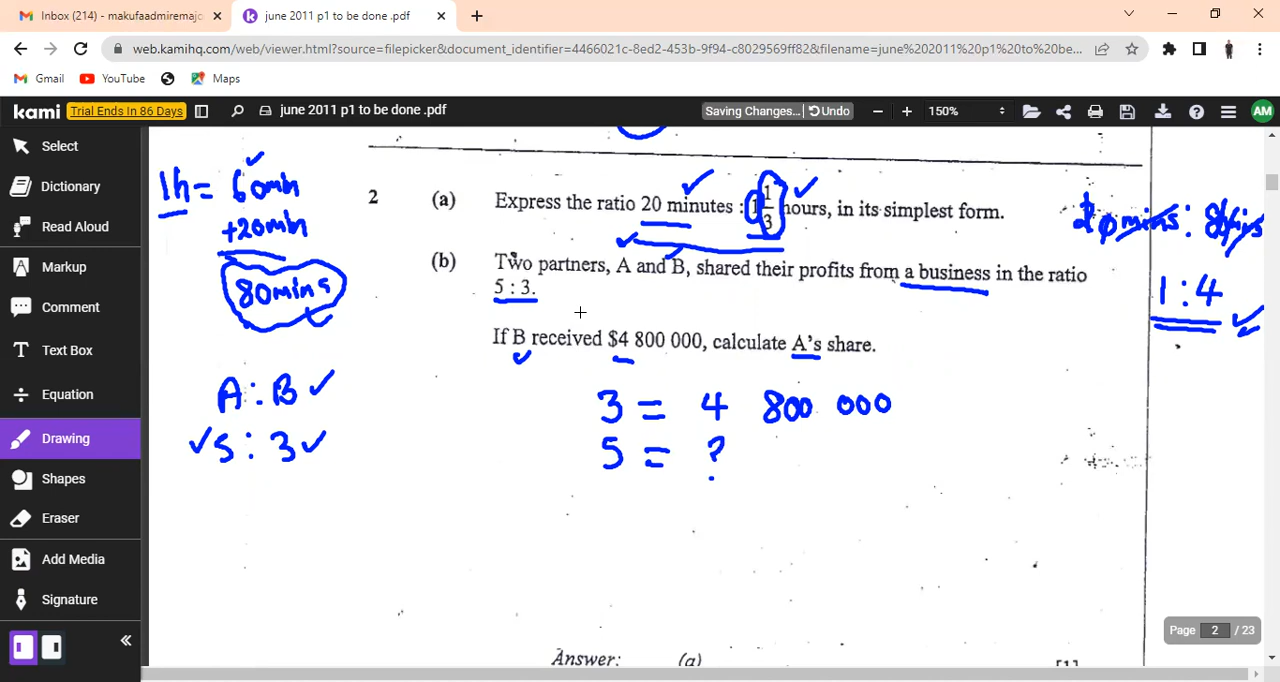 Inbox (214) - makufaadmiremajo
june 2011 p1 to be done .pdf
web.kamihq.com/web/viewer.html?source=filepicker&document_identifier=4466021c-8ed2-453b-9f94-c8029569ff82&filename=june%202011%20p1%20to%20be...
Gmail
YouTube
Maps
kami
Trial Ends In 86 Days
june 2011 p1 to be done .pdf
Saving Changes...
Undo
150%
AM
Select
Dictionary
Read Aloud
Markup
Comment
Text Box
Equation
Drawing
Shapes
Eraser
Add Media
Signature
1h = 60min
+20min
80mins
A : B
5 : 3
2 (a) Express the ratio 20 minutes : 1 1/3 hours, in its simplest form.
(b) Two partners, A and B, shared their profits from a business in the ratio
5 : 3.
If B received $4 800 000, calculate A's share.
3 = 4 800 000
5 = ?
1 : 4
Answer: (a) [1]
Page 2 / 23